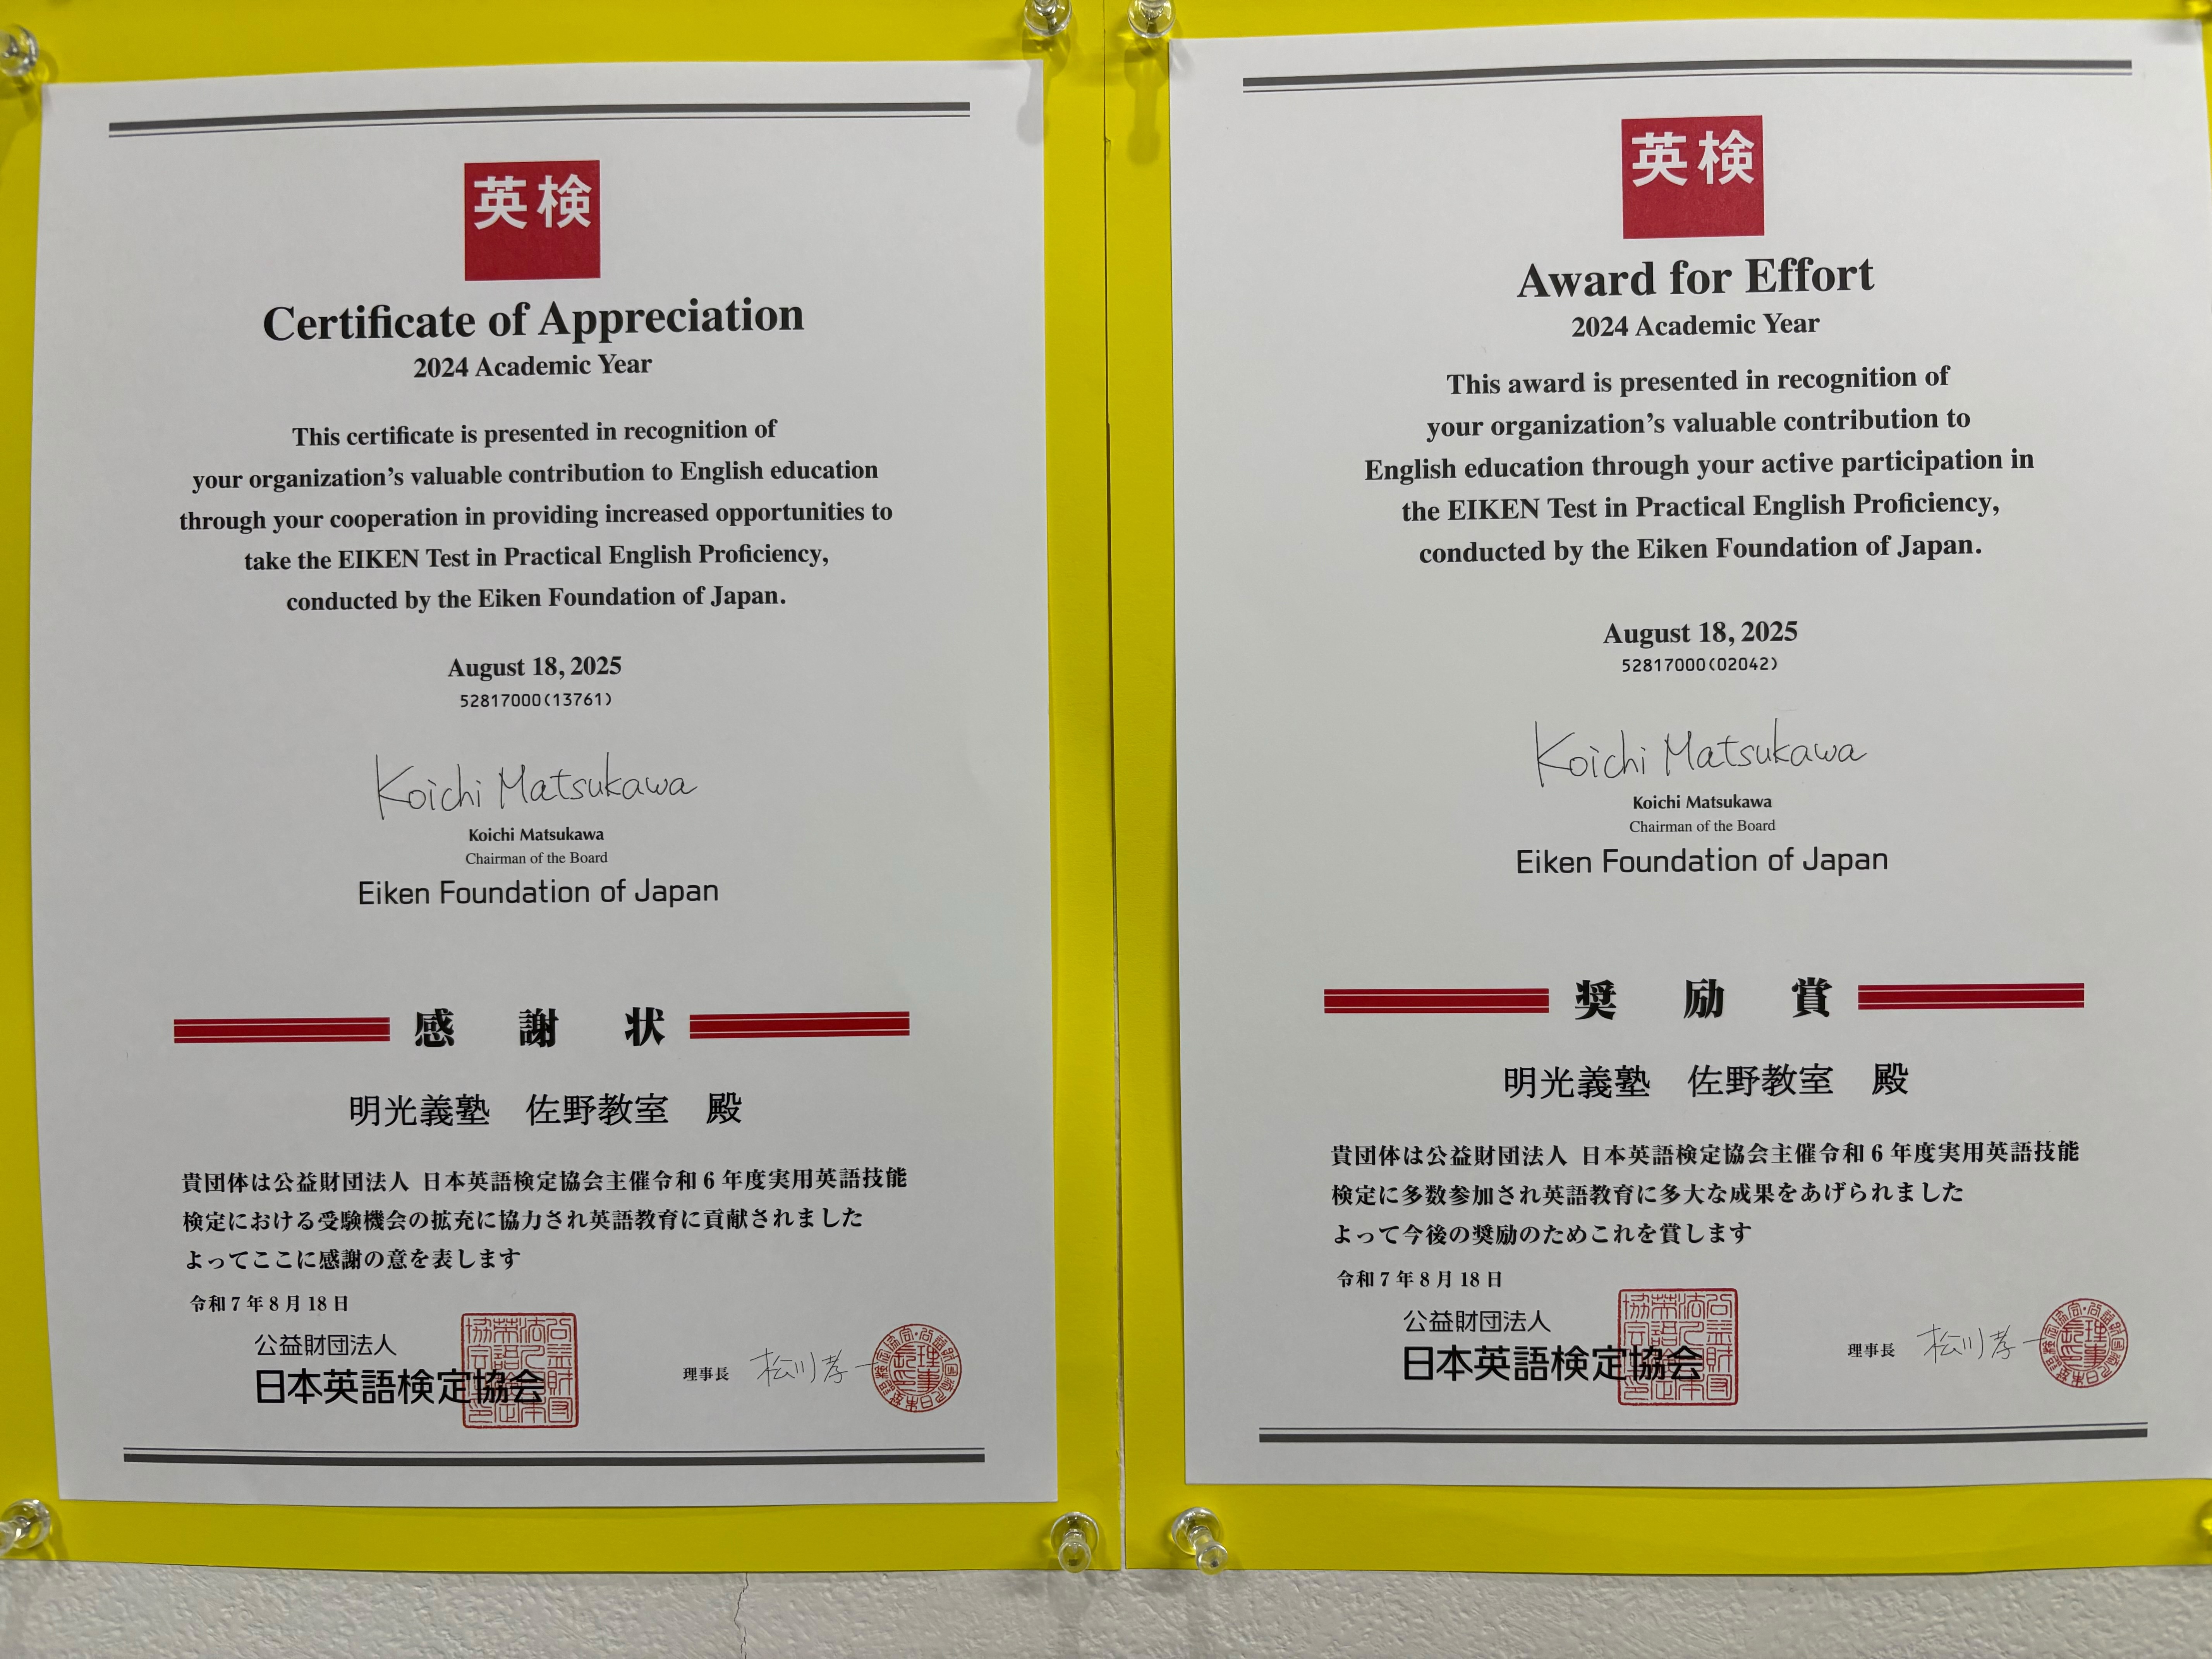 英検
Certificate of Appreciation
2024 Academic Year
This certificate is presented in recognition of
your organization's valuable contribution to English education
through your cooperation in providing increased opportunities to
take the EIKEN Test in Practical English Proficiency,
conducted by the Eiken Foundation of Japan.
August 18, 2025
52817000(13761)
Koichi Matsukawa
Koichi Matsukawa
Chairman of the Board
Eiken Foundation of Japan
感 謝 状
明光義塾 佐野教室 殿
貴団体は公益財団法人 日本英語検定協会主催令和6年度実用英語技能
検定における受験機会の拡充に協力され英語教育に貢献されました
よってここに感謝の意を表します
令和7年8月18日
公益財団法人
日本英語検定協会
理事長 松川孝一
英検
Award for Effort
2024 Academic Year
This award is presented in recognition of
your organization's valuable contribution to
English education through your active participation in
the EIKEN Test in Practical English Proficiency,
conducted by the Eiken Foundation of Japan.
August 18, 2025
52817000(02042)
Koichi Matsukawa
Koichi Matsukawa
Chairman of the Board
Eiken Foundation of Japan
奨 励 賞
明光義塾 佐野教室 殿
貴団体は公益財団法人 日本英語検定協会主催令和6年度実用英語技能
検定に多数参加され英語教育に多大な成果をあげられました
よって今後の奨励のためこれを賞します
令和7年8月18日
公益財団法人
日本英語検定協会
理事長 松川孝一